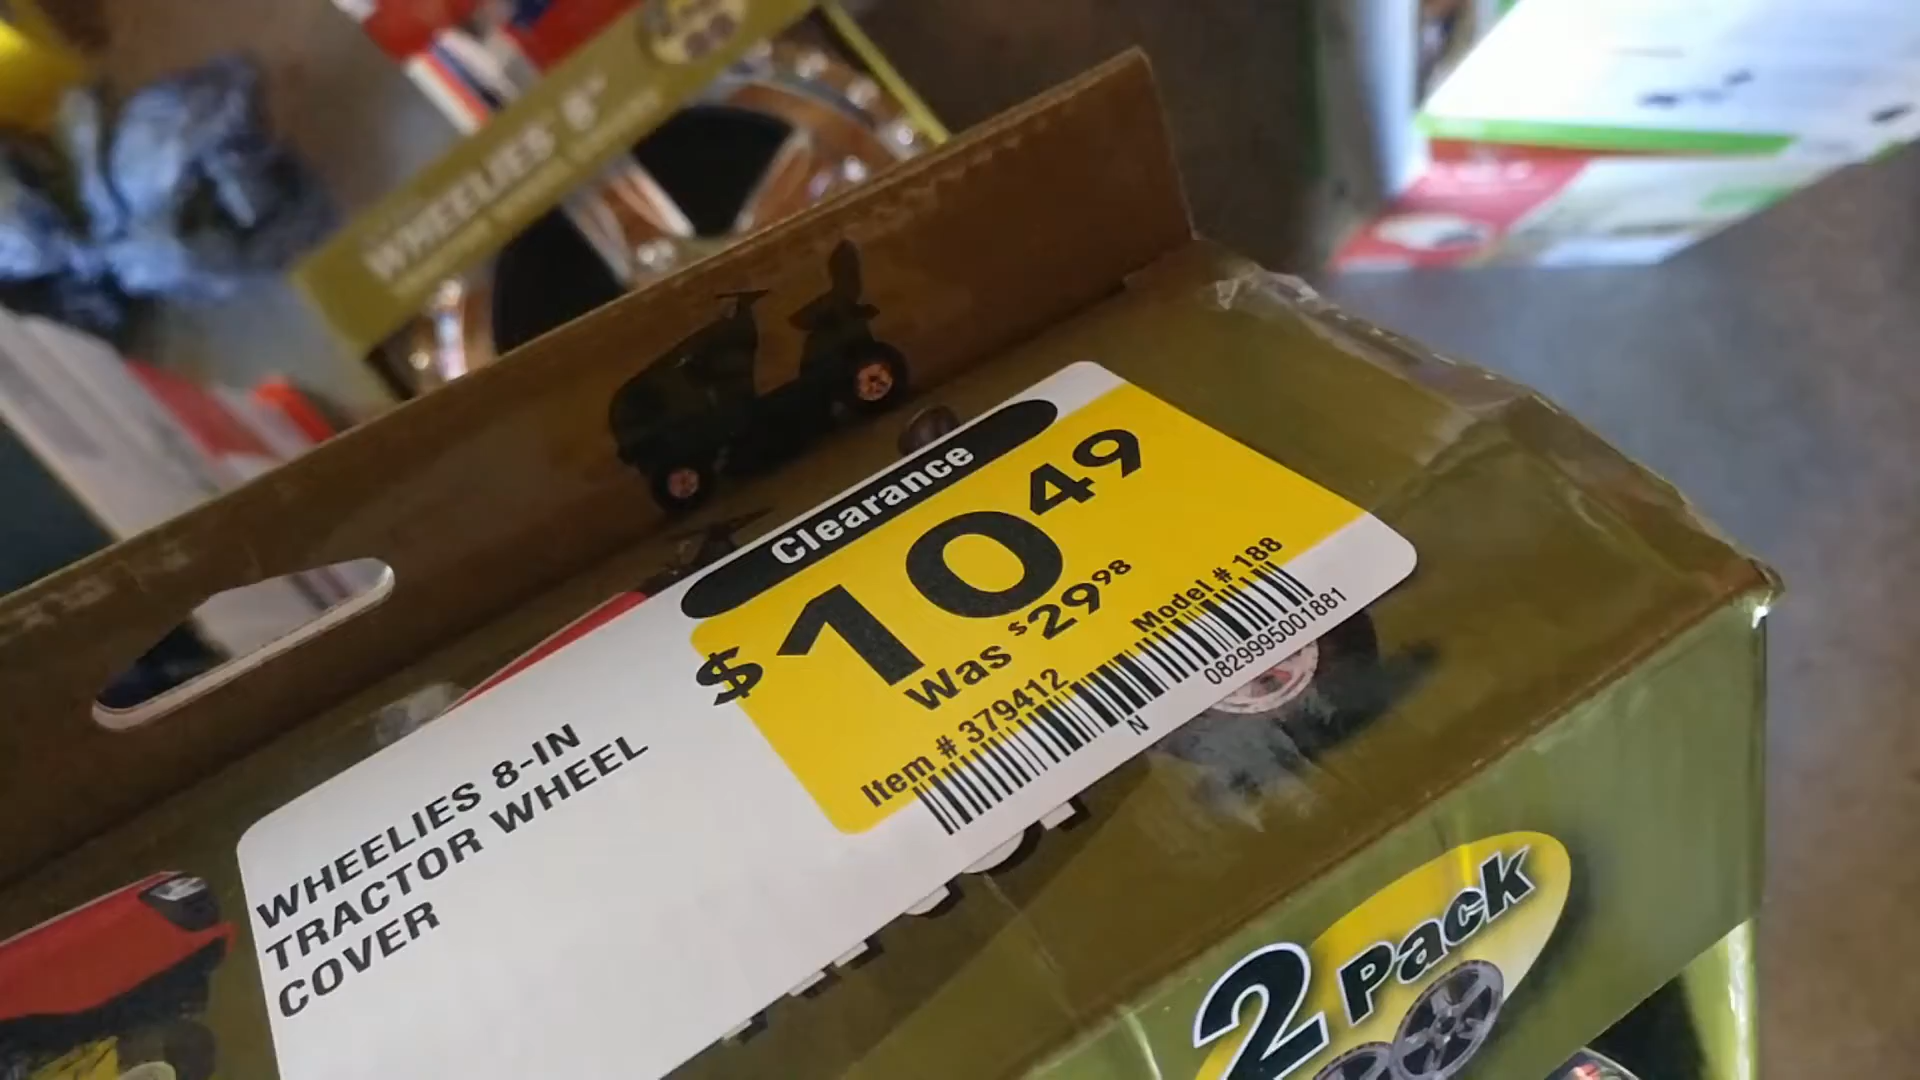 WHEELIES 8"
Clearance
$10 49
Was $29 98
Item # 379412 Model # 188
0829995001881
N
WHEELIES 8-IN
TRACTOR WHEEL
COVER
2 Pack